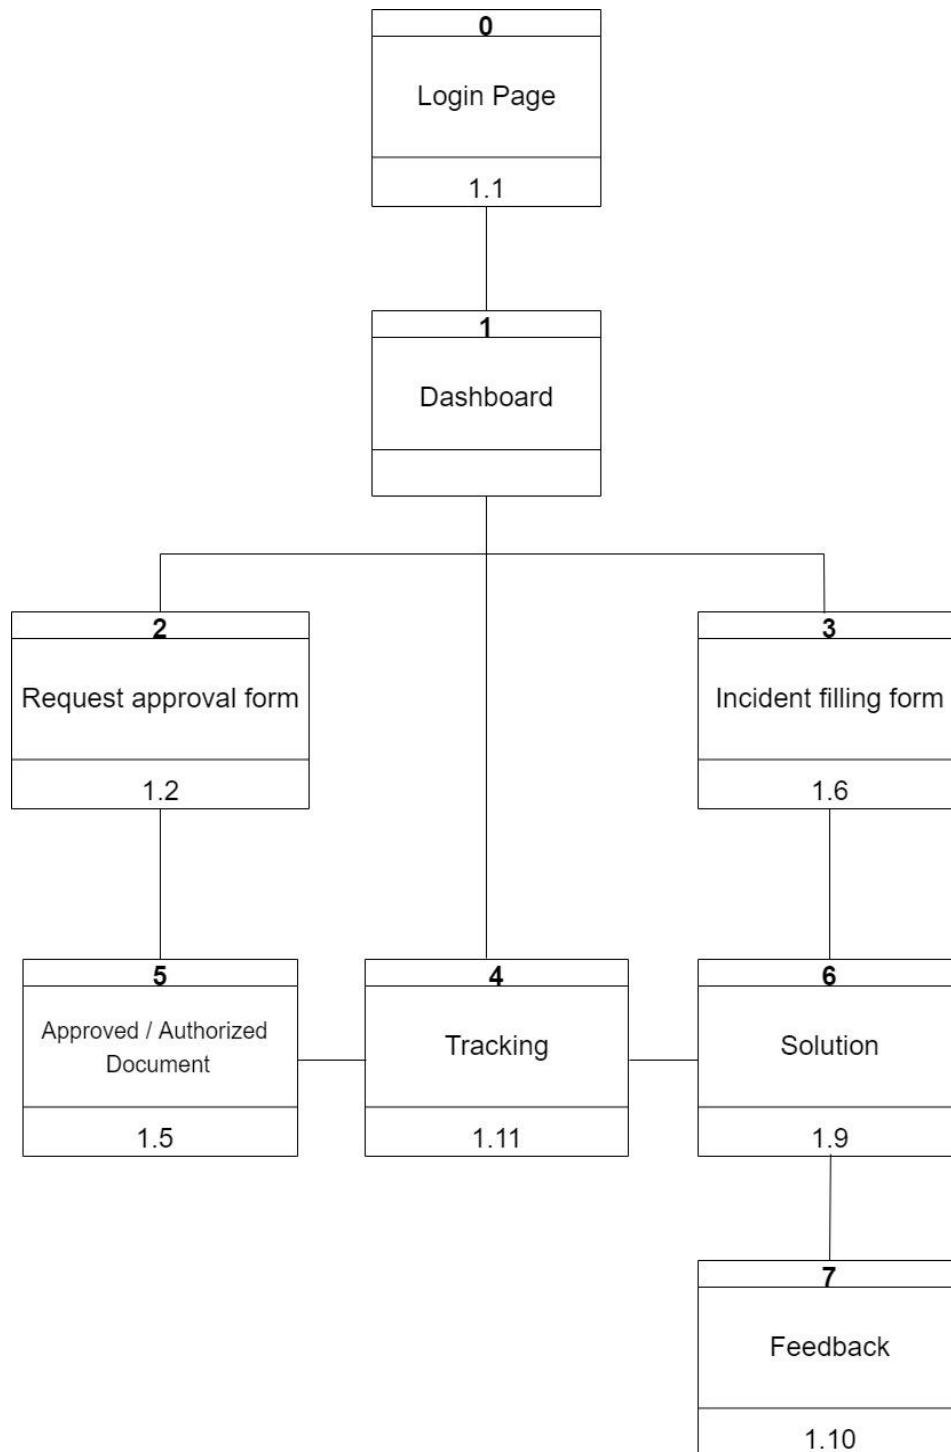 0
Login Page
1.1
1
Dashboard
2
Request approval form
1.2
3
Incident filling form
1.6
5
Approved / Authorized
Document
1.5
4
Tracking
1.11
6
Solution
1.9
7
Feedback
1.10